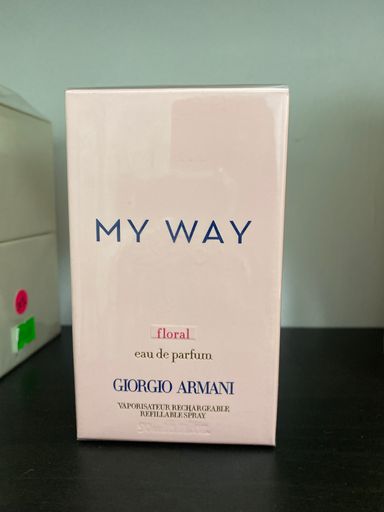 MY WAY
floral
eau de parfum
GIORGIO ARMANI
VAPORISATEUR RECHARGEABLE
REFILLABLE SPRAY